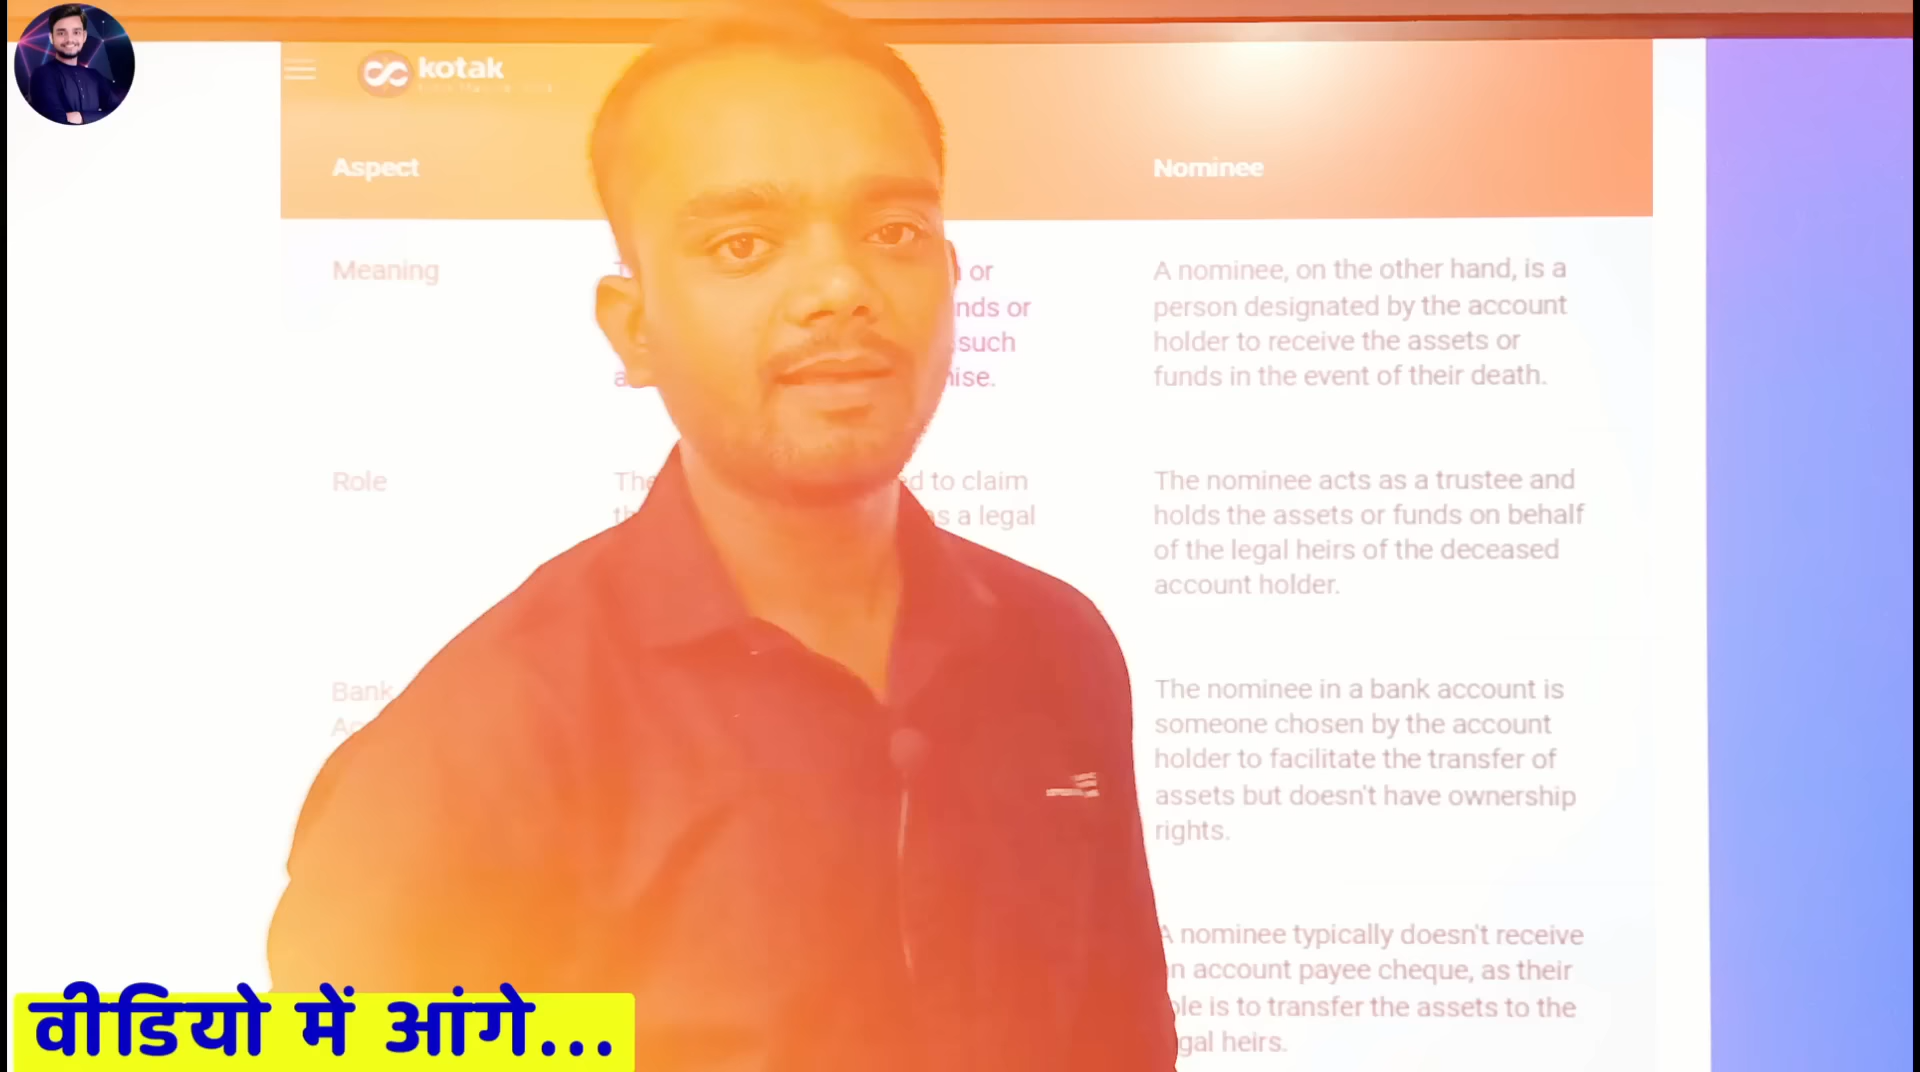 kotak
Aspect
Nominee
Meaning
or
A nominee, on the other hand, is a
person designated by the account
holder to receive the assets or
funds in the event of their death.
or
such
Role
The
to claim
as a legal
The nominee acts as a trustee and
holds the assets or funds on behalf
of the legal heirs of the deceased
account holder.
Bank
The nominee in a bank account is
someone chosen by the account
holder to facilitate the transfer of
assets but doesn't have ownership
rights.
A nominee typically doesn't receive
account payee cheque, as their
is to transfer the assets to the
heirs.
वीडियो में आंगे...